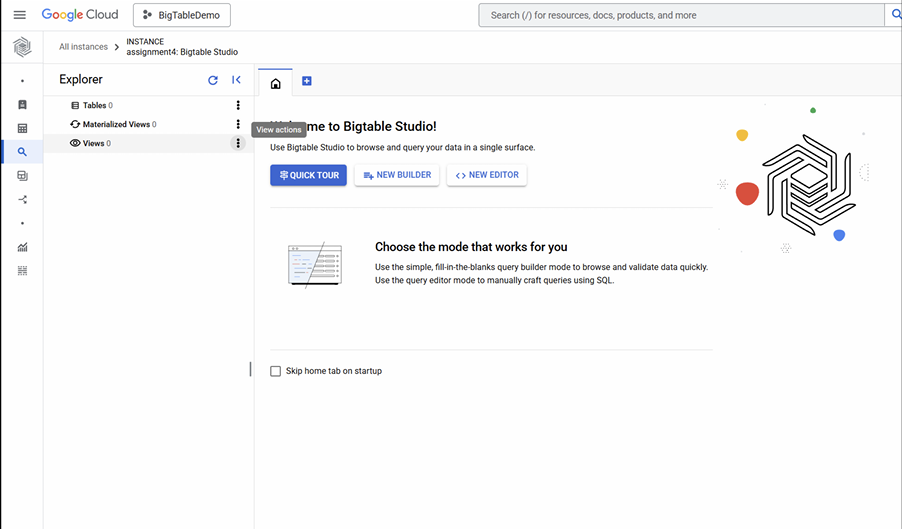 Google Cloud
BigTableDemo
Search (/) for resources, docs, products, and more
All instances
INSTANCE
assignment4: Bigtable Studio
Explorer
Tables 0
Materialized Views 0
Views 0
View actions
me to Bigtable Studio!
Use Bigtable Studio to browse and query your data in a single surface.
QUICK TOUR
NEW BUILDER
NEW EDITOR
Choose the mode that works for you
Use the simple, fill-in-the-blanks query builder mode to browse and validate data quickly.
Use the query editor mode to manually craft queries using SQL.
Skip home tab on startup